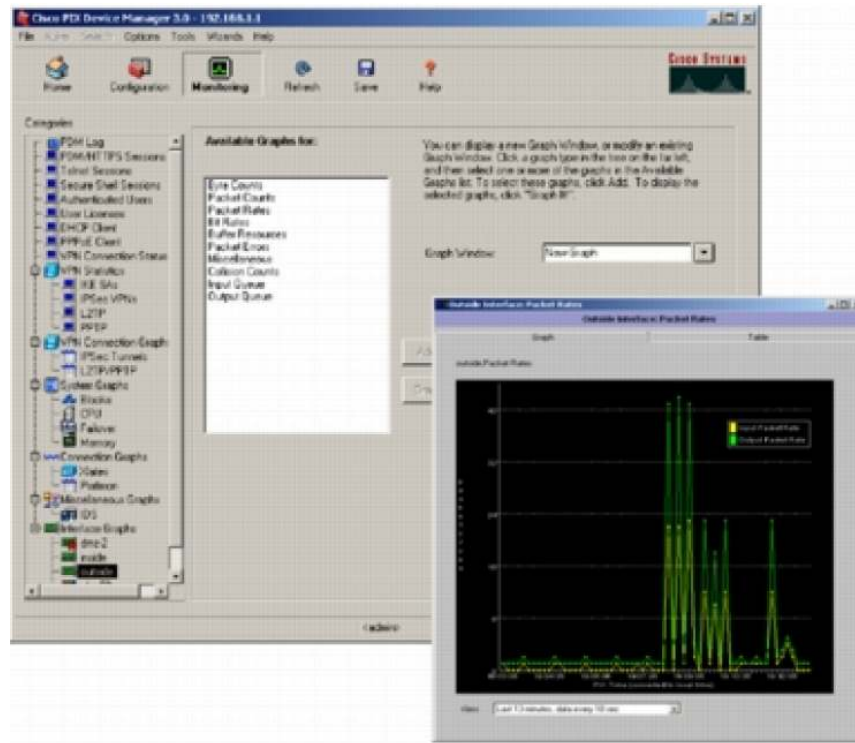 Cisco PIX Device Manager 3.0 - 192.168.1.1
File Search Options Tools Wizards Help
Home Configuration Monitoring Refresh Save Help
CISCO SYSTEMS
Categories
PDM Log
PDM/HTTPS Sessions
Telnet Sessions
Secure Shell Sessions
Authenticated Users
User Licenses
DHCP Client
PPPoE Client
VPN Connection Status
VPN Statistics
IKE SAs
IPSec VPNs
L2TP
PPTP
VPN Connection Graphs
IPSec Tunnels
L2TP/PPTP
System Graphs
Blocks
CPU
Failover
Memory
Connection Graphs
Xlates
Perfmon
Miscellaneous Graphs
IDS
Interface Graphs
dmz2
inside
outside
Available Graphs for:
Byte Counts
Packet Counts
Packet Rates
Bit Rates
Buffer Resources
Packet Errors
Miscellaneous
Collision Counts
Input Queue
Output Queue
You can display a new Graph Window, or modify an existing
Graph Window. Click a graph type in the tree on the far left,
and then select one or more of the graphs in the Available
Graphs list. To select these graphs, click Add. To display the
selected graphs, click "Graph It!".
Graph Window: New Graph
<admin>
Outside Interface: Packet Rates
Outside Interface: Packet Rates
Graph Table
outside, Packet Rates
Input Packet Rate
Output Packet Rate
View: Last 10 minutes, data every 10 sec